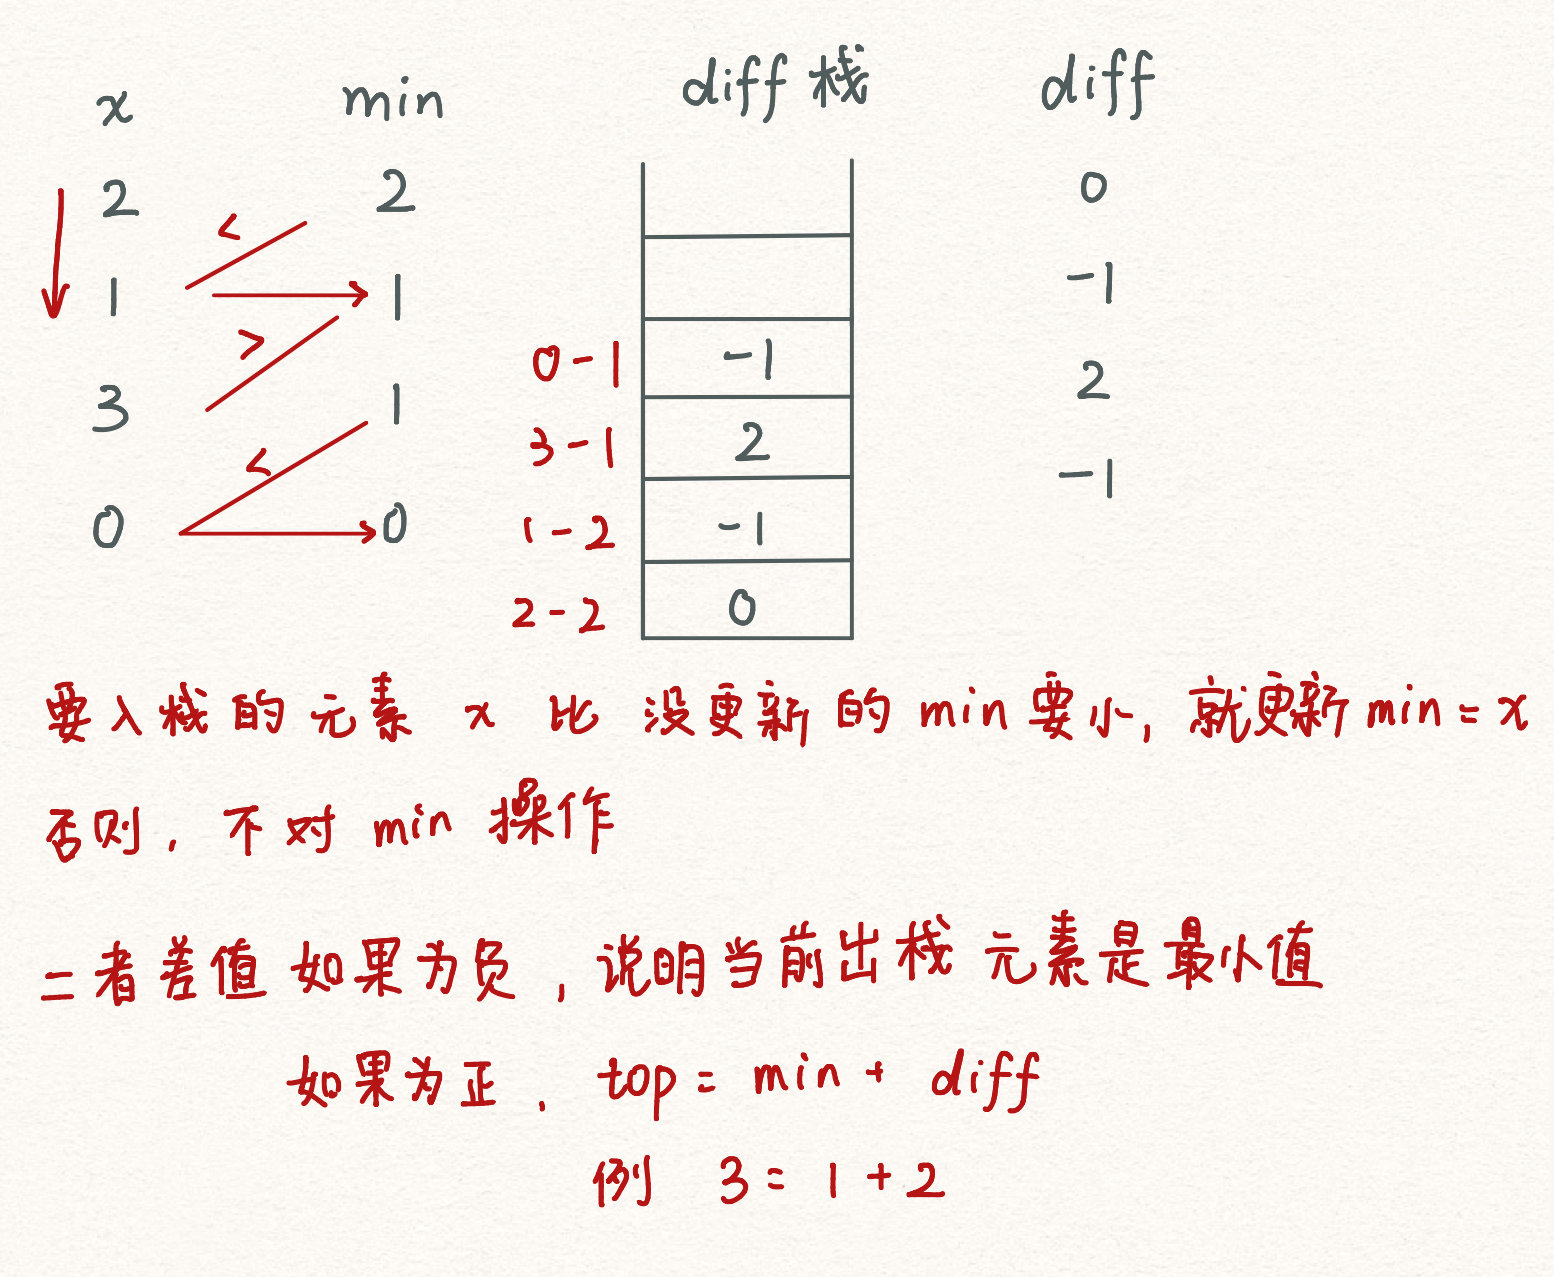 x min diff 栈 diff
2 2 0
<
1 1 -1
>
0-1 -1
3 1 2
3-1 2
<
1-2 -1 -1
0 0
2-2 0
要入栈的元素 x 比 没更新的 min 要小, 就更新 min = x
否则, 不对 min 操作
二者差值 如果为负, 说明当前出栈 元素是最小值
如果为正, top = min + diff
例 3 = 1 + 2